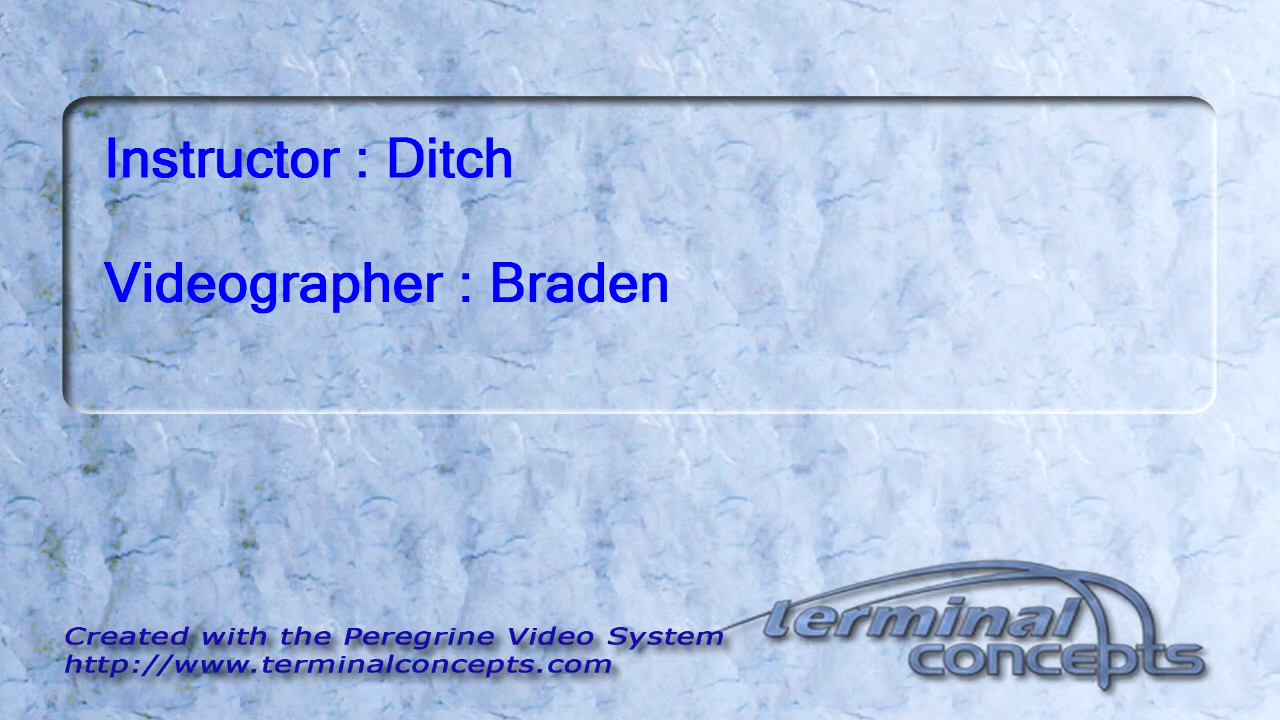 Instructor : Ditch
Videographer : Braden
Created with the Peregrine Video System
http://www.terminalconcepts.com
terminal
concepts